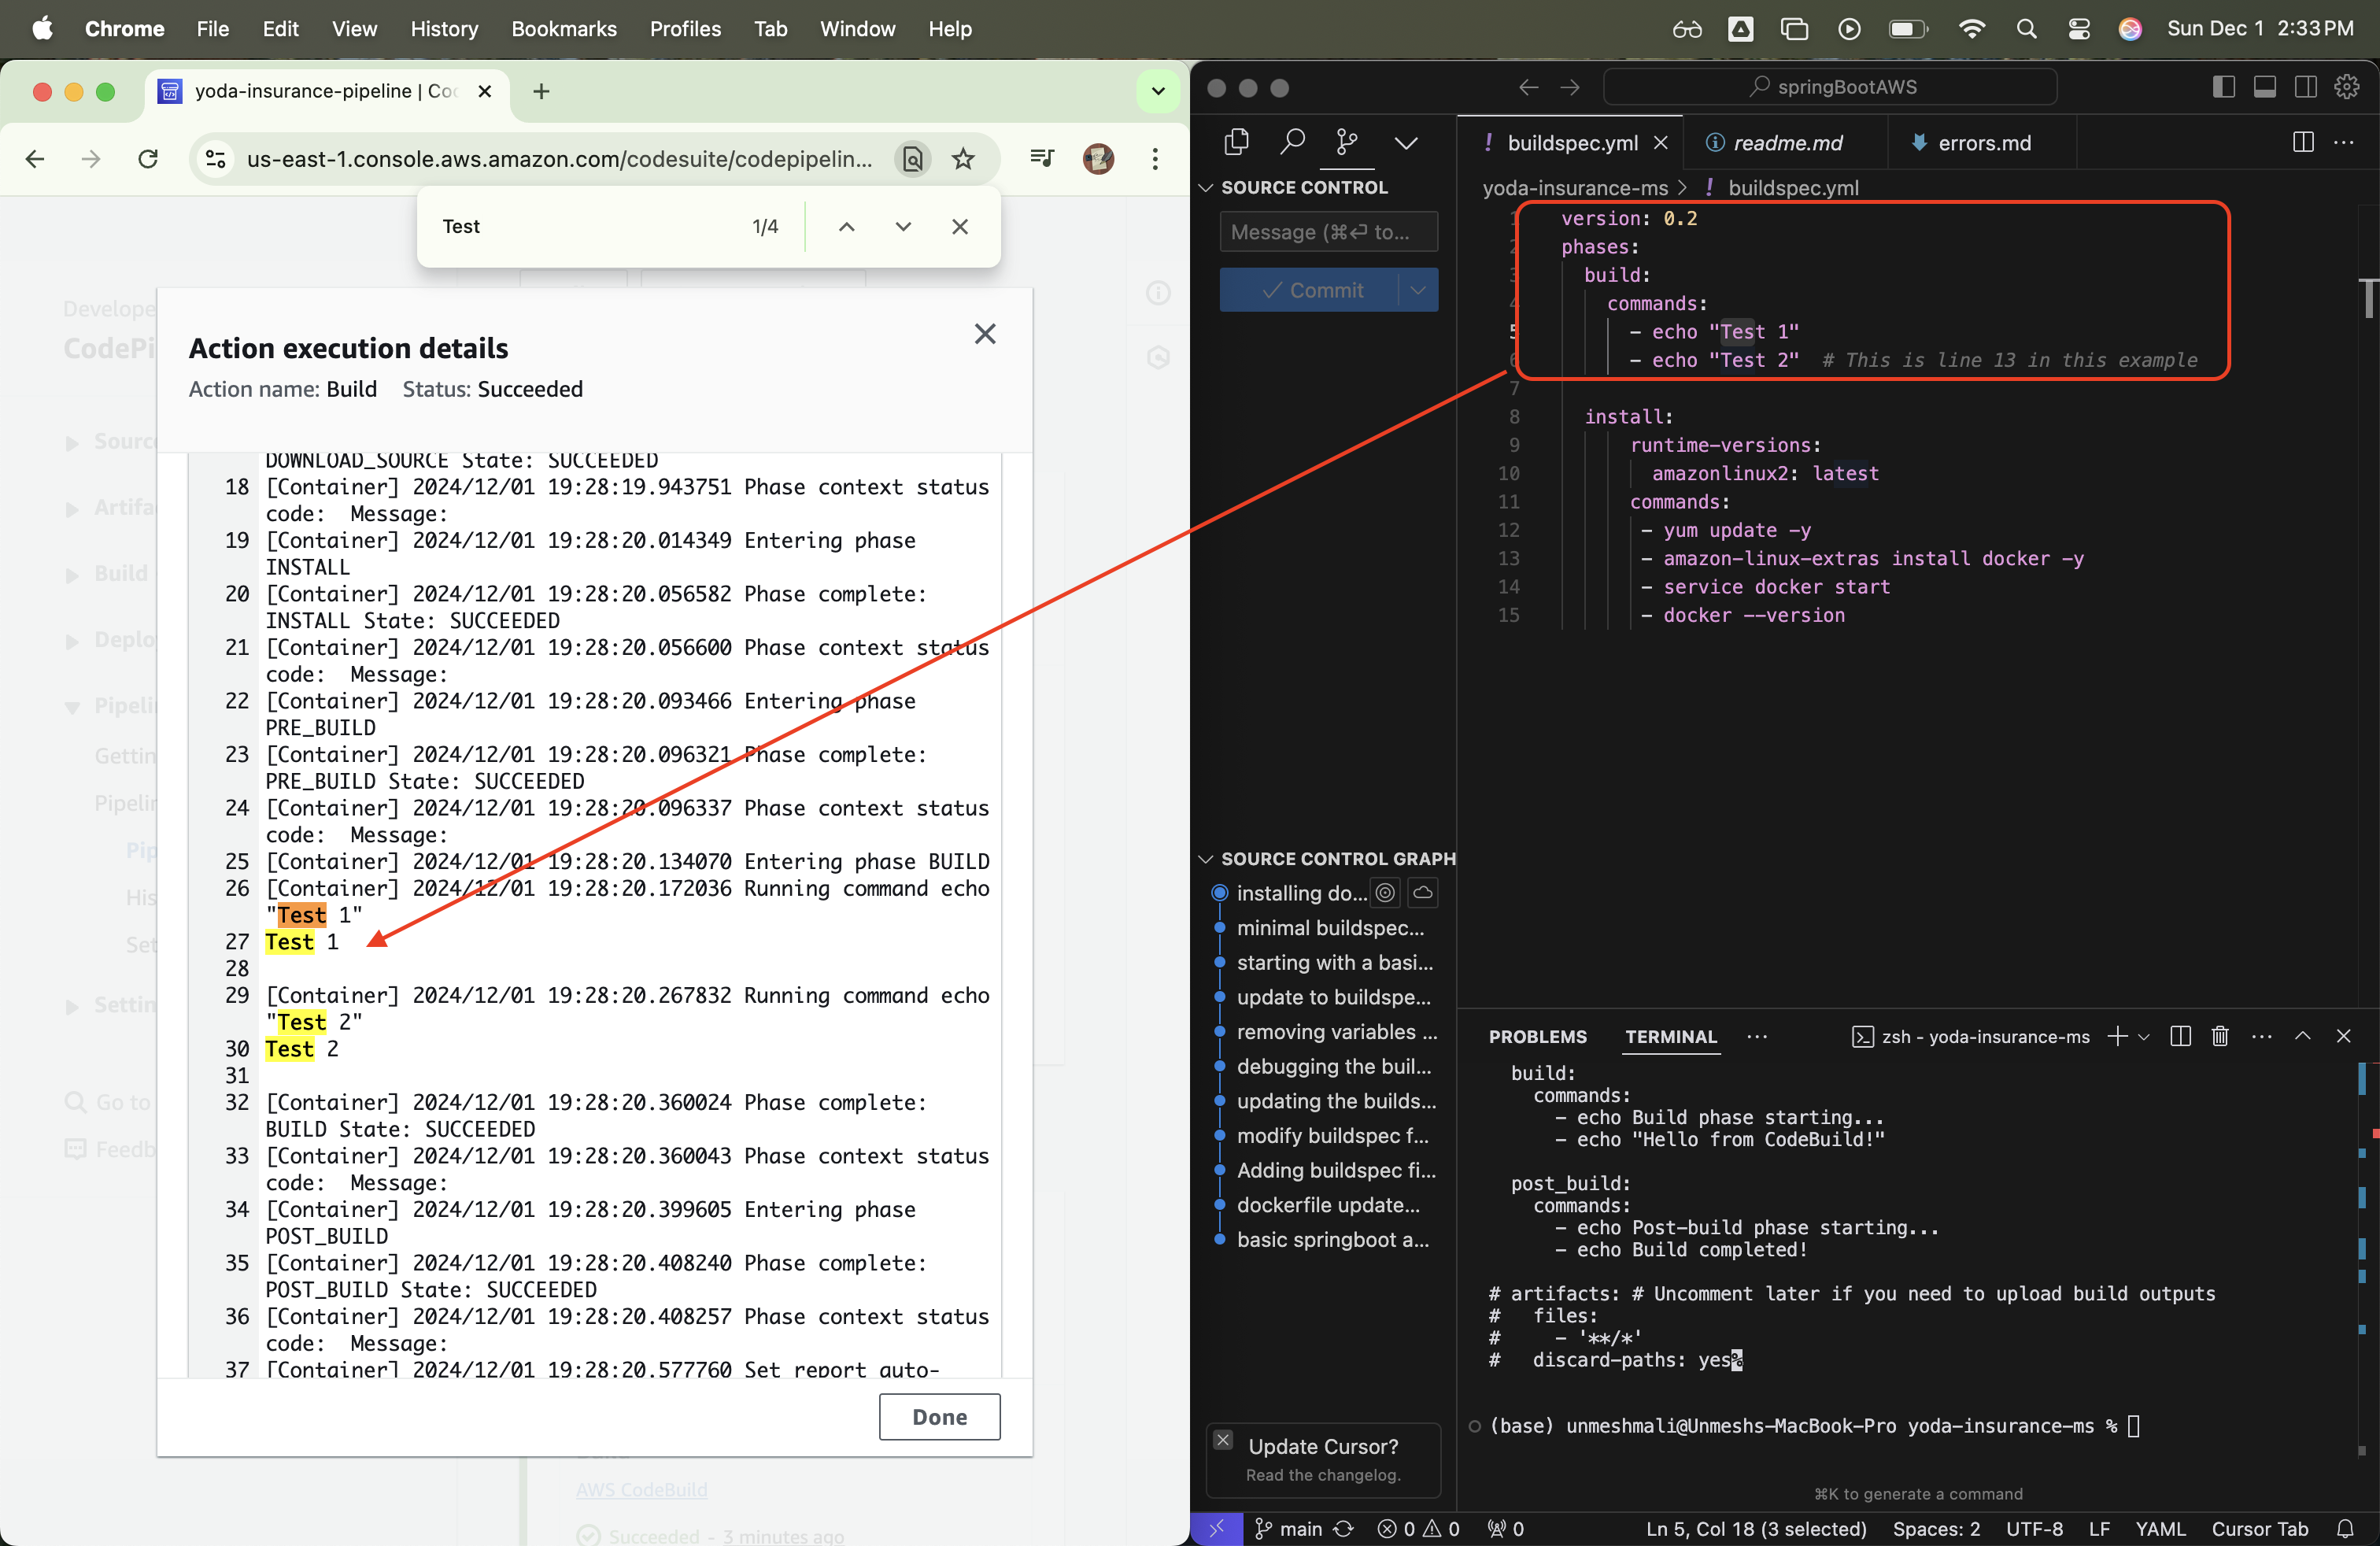 Chrome File Edit View History Bookmarks Profiles Tab Window Help
Sun Dec 1 2:33 PM
yoda-insurance-pipeline | Co
us-east-1.console.aws.amazon.com/codesuite/codepipelin...
Test 1/4
Develope
CodePi
Sourc
Artifa
Build
Deplo
Pipeli
Gettin
Pipelin
Pip
His
Set
Settin
Go to
Feedb
Action execution details
Action name: Build Status: Succeeded
DOWNLOAD_SOURCE State: SUCCEEDED
18 [Container] 2024/12/01 19:28:19.943751 Phase context status
code: Message:
19 [Container] 2024/12/01 19:28:20.014349 Entering phase
INSTALL
20 [Container] 2024/12/01 19:28:20.056582 Phase complete:
INSTALL State: SUCCEEDED
21 [Container] 2024/12/01 19:28:20.056600 Phase context status
code: Message:
22 [Container] 2024/12/01 19:28:20.093466 Entering phase
PRE_BUILD
23 [Container] 2024/12/01 19:28:20.096321 Phase complete:
PRE_BUILD State: SUCCEEDED
24 [Container] 2024/12/01 19:28:20.096337 Phase context status
code: Message:
25 [Container] 2024/12/01 19:28:20.134070 Entering phase BUILD
26 [Container] 2024/12/01 19:28:20.172036 Running command echo
"Test 1"
27 Test 1
28
29 [Container] 2024/12/01 19:28:20.267832 Running command echo
"Test 2"
30 Test 2
31
32 [Container] 2024/12/01 19:28:20.360024 Phase complete:
BUILD State: SUCCEEDED
33 [Container] 2024/12/01 19:28:20.360043 Phase context status
code: Message:
34 [Container] 2024/12/01 19:28:20.399605 Entering phase
POST_BUILD
35 [Container] 2024/12/01 19:28:20.408240 Phase complete:
POST_BUILD State: SUCCEEDED
36 [Container] 2024/12/01 19:28:20.408257 Phase context status
code: Message:
37 [Container] 2024/12/01 19:28:20.577760 Set report auto-
Done
AWS CodeBuild
Succeeded - 3 minutes ago
springBootAWS
SOURCE CONTROL
Message (⌘⏎ to...
Commit
SOURCE CONTROL GRAPH
installing do...
minimal buildspec...
starting with a basi...
update to buildspe...
removing variables ...
debugging the buil...
updating the builds...
modify buildspec f...
Adding buildspec fi...
dockerfile update...
basic springboot a...
Update Cursor?
Read the changelog.
! buildspec.yml
readme.md
errors.md
yoda-insurance-ms > ! buildspec.yml
1 version: 0.2
2 phases:
3 build:
4 commands:
5 - echo "Test 1"
6 - echo "Test 2" # This is line 13 in this example
7
8 install:
9 runtime-versions:
10 amazonlinux2: latest
11 commands:
12 - yum update -y
13 - amazon-linux-extras install docker -y
14 - service docker start
15 - docker --version
PROBLEMS TERMINAL ... zsh - yoda-insurance-ms
build:
commands:
- echo Build phase starting...
- echo "Hello from CodeBuild!"
post_build:
commands:
- echo Post-build phase starting...
- echo Build completed!
# artifacts: # Uncomment later if you need to upload build outputs
# files:
# - '**/*'
# discard-paths: yes%
(base) unmeshmali@Unmeshs-MacBook-Pro yoda-insurance-ms %
⌘K to generate a command
main 0 0 0 Ln 5, Col 18 (3 selected) Spaces: 2 UTF-8 LF YAML Cursor Tab